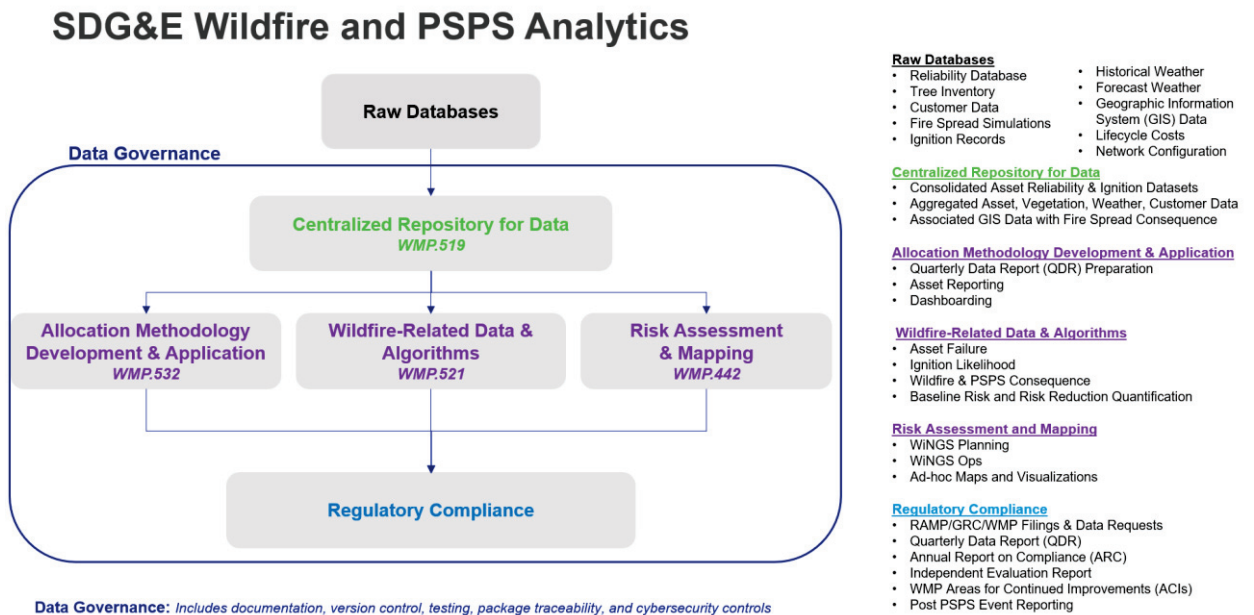 SDG&E Wildfire and PSPS Analytics
Raw Databases
Data Governance
Centralized Repository for Data
WMP.519
Allocation Methodology
Development & Application
WMP.532
Wildfire-Related Data &
Algorithms
WMP.521
Risk Assessment
& Mapping
WMP.442
Regulatory Compliance
Data Governance: Includes documentation, version control, testing, package traceability, and cybersecurity controls
Raw Databases
• Reliability Database
• Tree Inventory
• Customer Data
• Fire Spread Simulations
• Ignition Records
• Historical Weather
• Forecast Weather
• Geographic Information
System (GIS) Data
• Lifecycle Costs
• Network Configuration
Centralized Repository for Data
• Consolidated Asset Reliability & Ignition Datasets
• Aggregated Asset, Vegetation, Weather, Customer Data
• Associated GIS Data with Fire Spread Consequence
Allocation Methodology Development & Application
• Quarterly Data Report (QDR) Preparation
• Asset Reporting
• Dashboarding
Wildfire-Related Data & Algorithms
• Asset Failure
• Ignition Likelihood
• Wildfire & PSPS Consequence
• Baseline Risk and Risk Reduction Quantification
Risk Assessment and Mapping
• WiNGS Planning
• WiNGS Ops
• Ad-hoc Maps and Visualizations
Regulatory Compliance
• RAMP/GRC/WMP Filings & Data Requests
• Quarterly Data Report (QDR)
• Annual Report on Compliance (ARC)
• Independent Evaluation Report
• WMP Areas for Continued Improvements (ACIs)
• Post PSPS Event Reporting